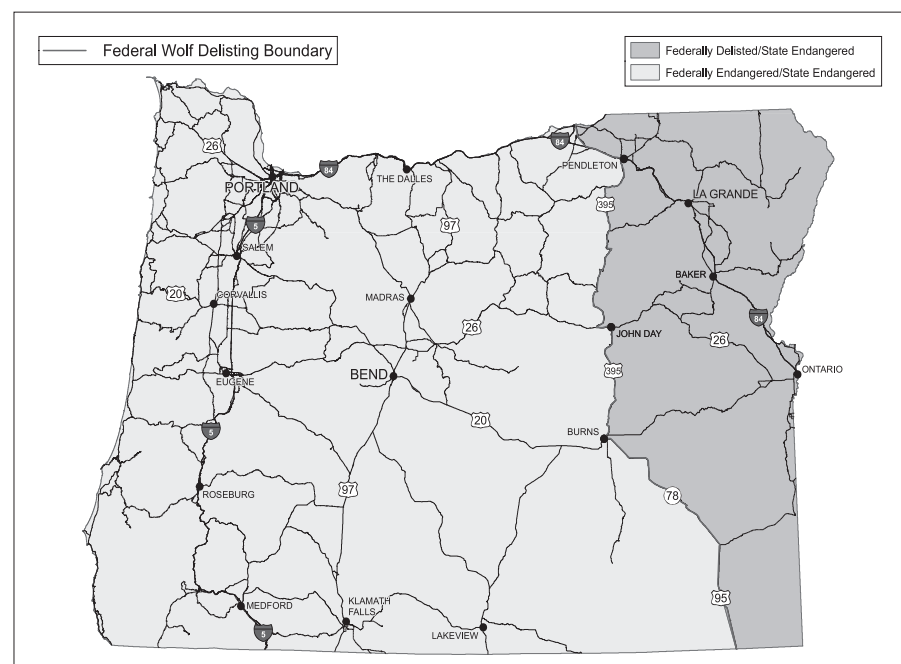 Federal Wolf Delisting Boundary
Federally Delisted/State Endangered
Federally Endangered/State Endangered
26
84
84
PORTLAND
THE DALLES
PENDLETON
LA GRANDE
395
5
97
SALEM
BAKER
20
CORVALLIS
MADRAS
26
84
JOHN DAY
26
EUGENE
BEND
395
ONTARIO
20
5
BURNS
97
78
ROSEBURG
95
MEDFORD
KLAMATH
FALLS
5
LAKEVIEW